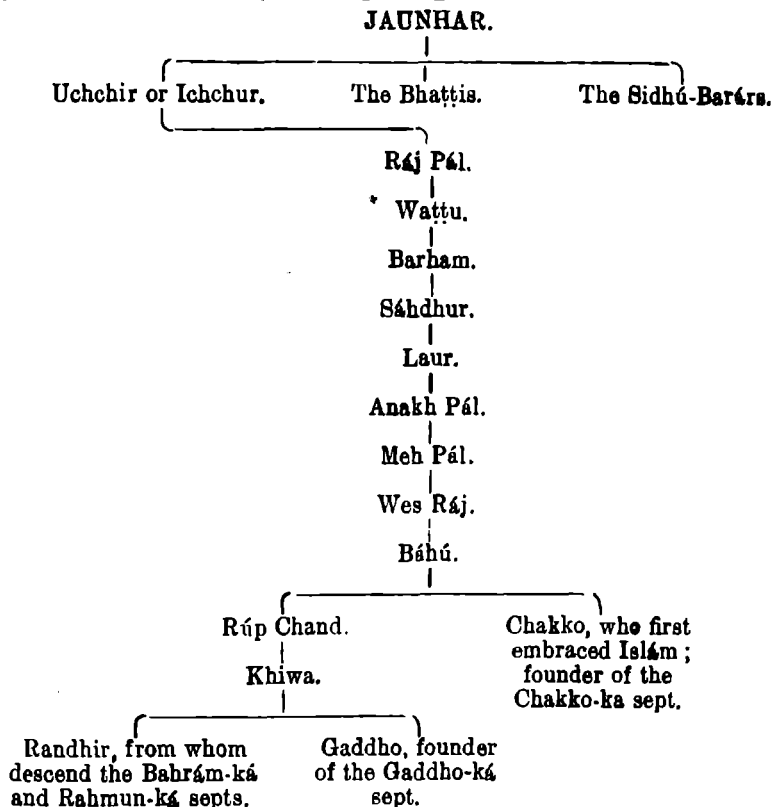 JAUNHAR.
Uchchir or Ichchur. The Bhaṭṭis. The Sidhú-Barárs.
Ráj Pál.
Waṭṭu.
Barham.
Sáhdhur.
Laur.
Anakh Pál.
Meh Pál.
Wes Ráj.
Báhú.
Rúp Chand.
Khiwa.
Chakko, who first
embraced Islám ;
founder of the
Chakko-ka sept.
Randhir, from whom
descend the Bahrám-ká
and Rahmun-ká septs.
Gaddho, founder
of the Gaddho-ká
sept.